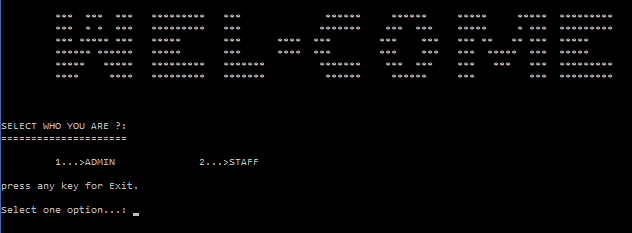 WEL-COME
SELECT WHO YOU ARE ?:
=====================
1...>ADMIN 2...>STAFF
press any key for Exit.
Select one option...: _